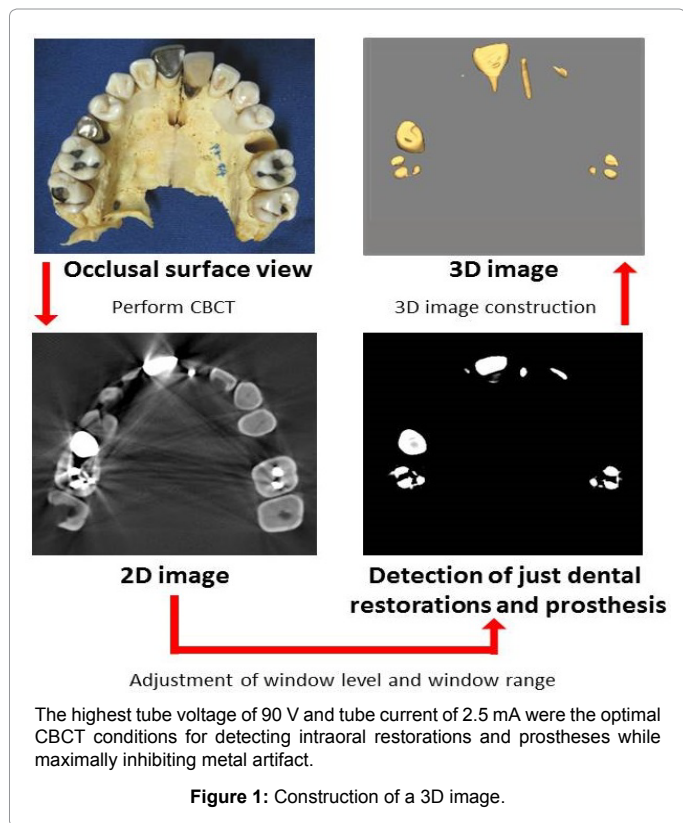 Occlusal surface view
Perform CBCT
3D image
3D image construction
2D image
Detection of just dental
restorations and prosthesis
Adjustment of window level and window range
The highest tube voltage of 90 V and tube current of 2.5 mA were the optimal
CBCT conditions for detecting intraoral restorations and prostheses while
maximally inhibiting metal artifact.
Figure 1: Construction of a 3D image.